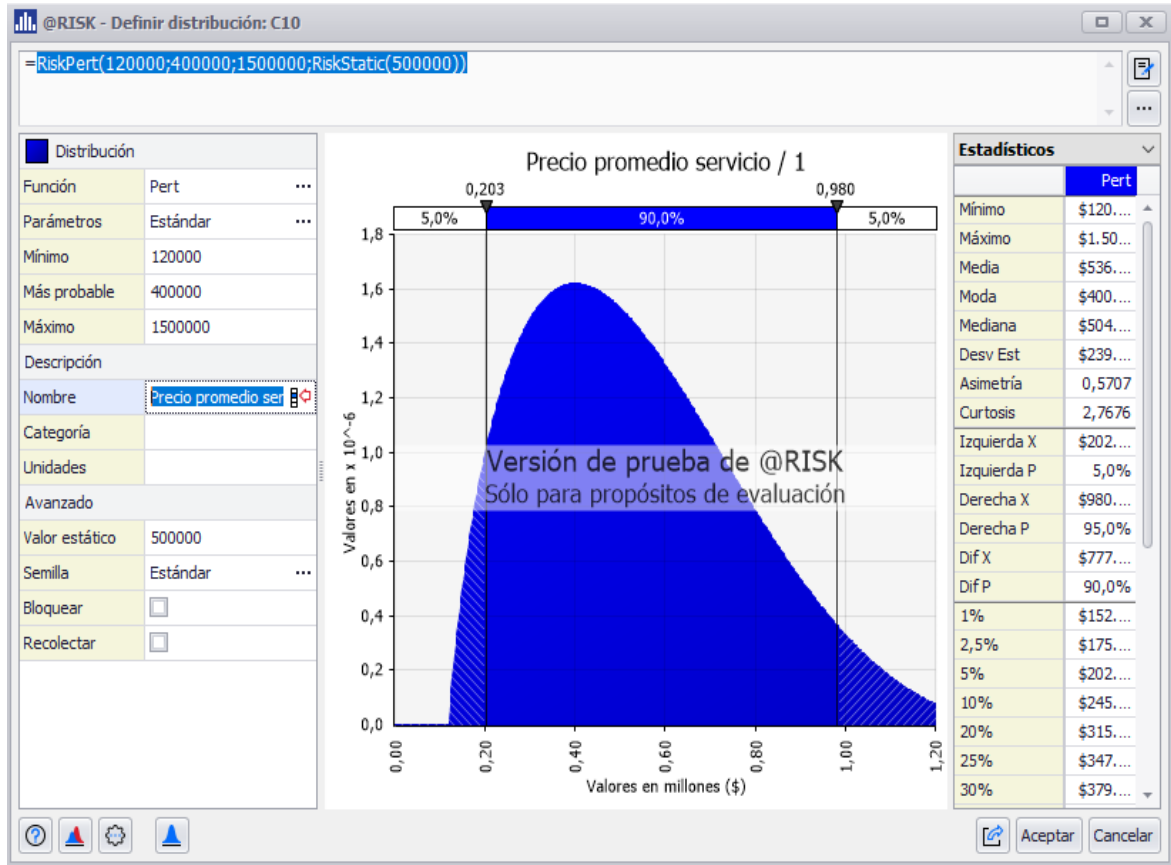 @RISK - Definir distribución: C10
=RiskPert(120000;400000;1500000;RiskStatic(500000))
Distribución
Función Pert ...
Parámetros Estándar ...
Mínimo 120000
Más probable 400000
Máximo 1500000
Descripción
Nombre Precio promedio ser
Categoría
Unidades
Avanzado
Valor estático 500000
Semilla Estándar ...
Bloquear
Recolectar
Precio promedio servicio / 1
0,203 0,980
5,0% 90,0% 5,0%
1,8
1,6
1,4
1,2
1,0
0,8
0,6
0,4
0,2
0,0
Valores en x 10^-6
Versión de prueba de @RISK
Sólo para propósitos de evaluación
0,00 0,20 0,40 0,60 0,80 1,00 1,20
Valores en millones ($)
Estadísticos
Pert
Mínimo $120....
Máximo $1.50...
Media $536....
Moda $400....
Mediana $504....
Desv Est $239....
Asimetría 0,5707
Curtosis 2,7676
Izquierda X $202....
Izquierda P 5,0%
Derecha X $980....
Derecha P 95,0%
Dif X $777....
Dif P 90,0%
1% $152....
2,5% $175....
5% $202....
10% $245....
20% $315....
25% $347....
30% $379....
Aceptar Cancelar